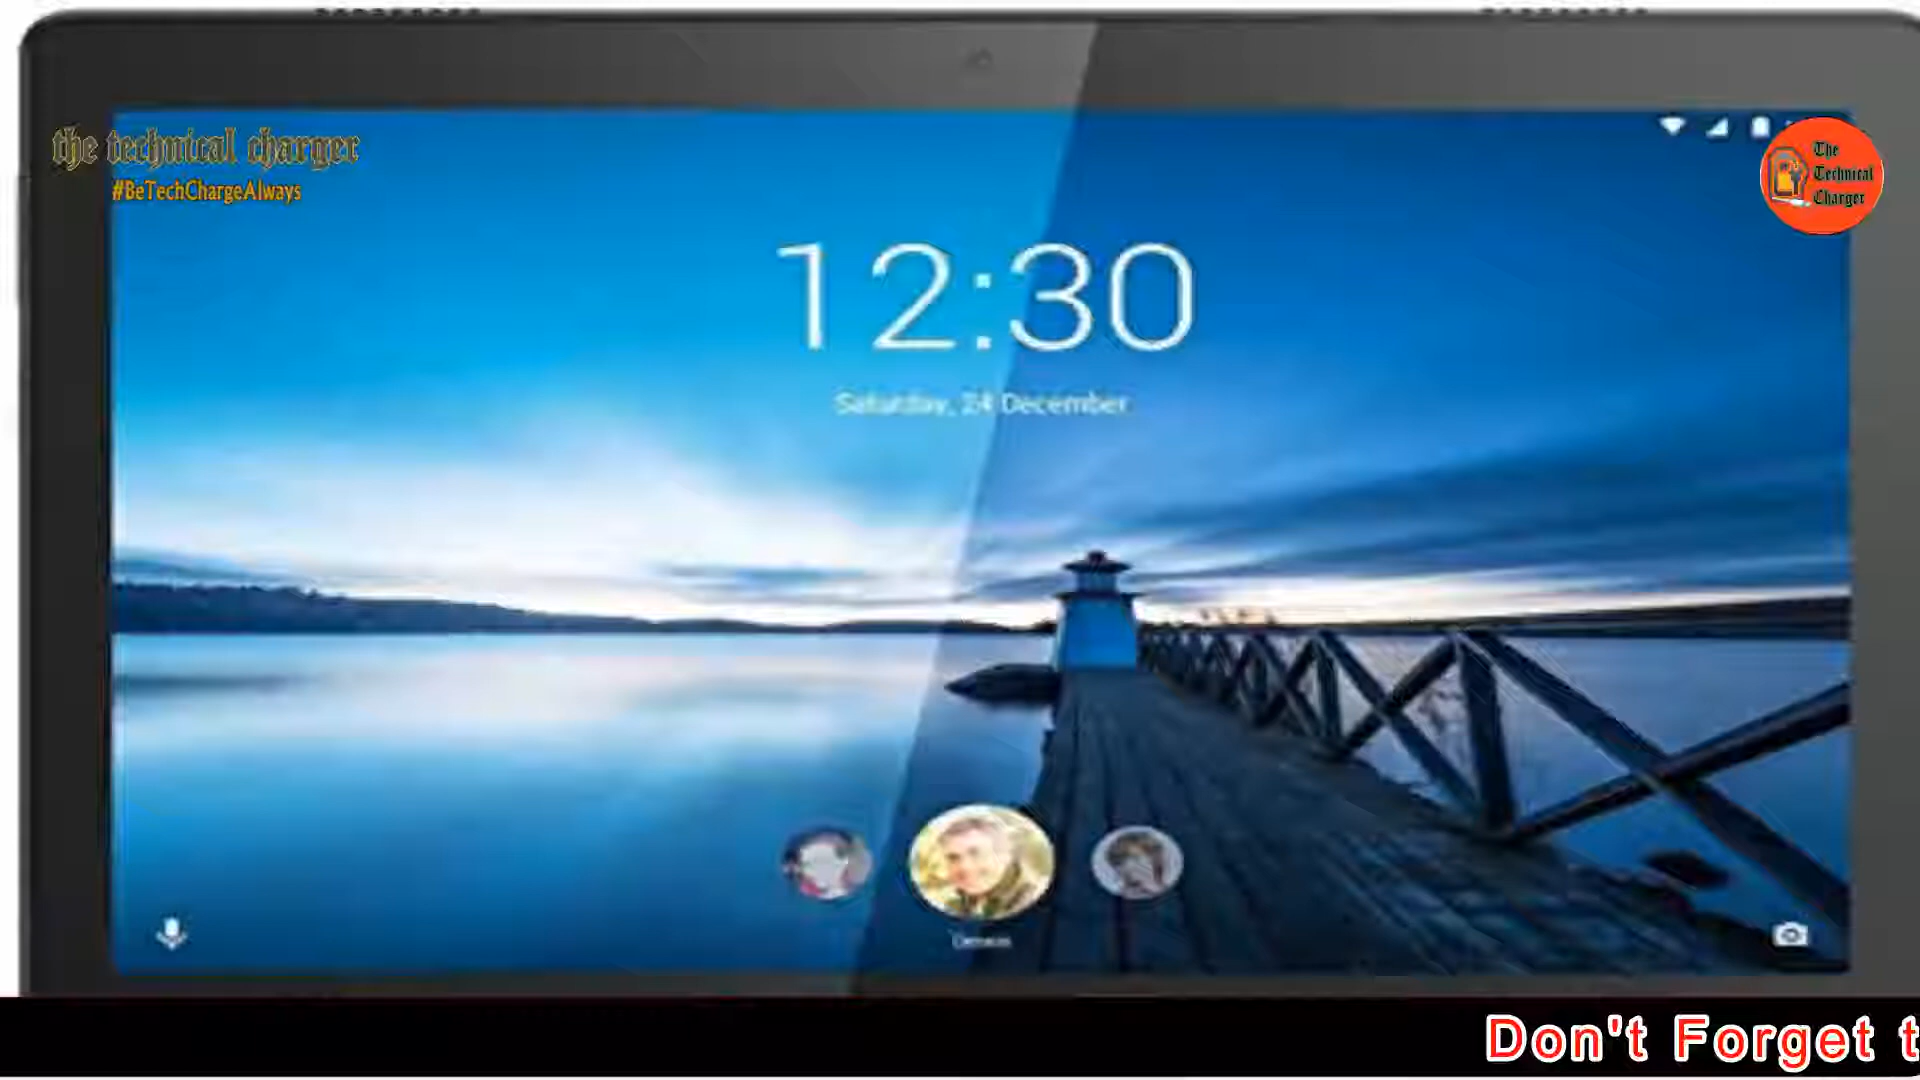 the technical charger
#BeTechChargeAlways
The
Technical
Charger
12:30
Saturday, 24 December
Don't Forget t